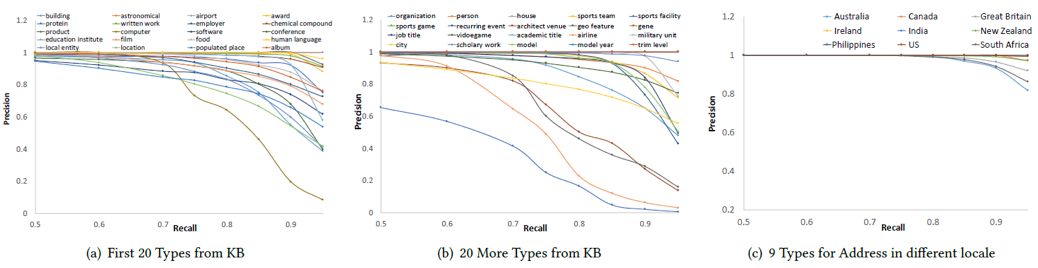 building astronomical airport award
protein written work employer chemical compound
product computer software conference
education institute film food human language
local entity location populated place album
1.2
1
0.8
0.6
0.4
0.2
0
Precision
0.5 0.6 0.7 0.8 0.9
Recall
(a) First 20 Types from KB
organization person house sports team sports facility
sports game recurring event architect venue geo feature gene
job title videogame academic title airline military unit
city scholary work model model year trim level
1.2
1
0.8
0.6
0.4
0.2
0
Precision
0.5 0.6 0.7 0.8 0.9
Recall
(b) 20 More Types from KB
Australia Canada Great Britain
Ireland India New Zealand
Philippines US South Africa
1.2
1
0.8
0.6
0.4
0.2
Precision
0.5 0.6 0.7 0.8 0.9
Recall
(c) 9 Types for Address in different locale